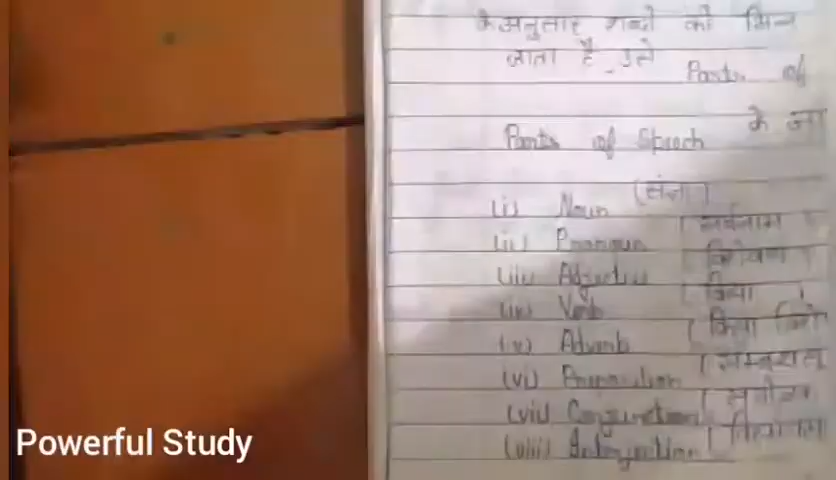 के अनुसार शब्दों को भिन्न
जाता है, उसे Parts of
Parts of Speech के
(i) Noun (संज्ञा)
(ii) Pronoun (सर्वनाम)
(iii) Adjective (विशेषण)
(iv) Verb (क्रिया)
(v) Adverb (क्रिया
(vi) Preposition
(vii) Conjunction
(viii) Interjection
Powerful Study